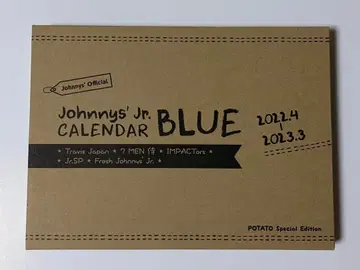 Johnnys' Official
Johnnys' Jr.
CALENDAR BLUE
2022.4
2023.3
★ Travis Japan ★ 7 MEN 侍 ★ IMPACTors ★
★ Jr.SP ★ Fresh Johnnys' Jr. ★
POTATO Special Edition